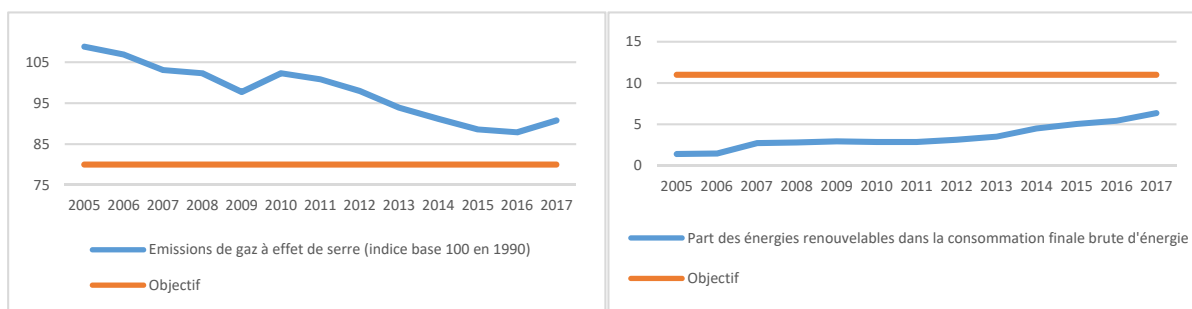 105
95
85
75
2005 2006 2007 2008 2009 2010 2011 2012 2013 2014 2015 2016 2017
Emissions de gaz à effet de serre (indice base 100 en 1990)
Objectif
15
10
5
0
2005 2006 2007 2008 2009 2010 2011 2012 2013 2014 2015 2016 2017
Part des énergies renouvelables dans la consommation finale brute d'énergie
Objectif